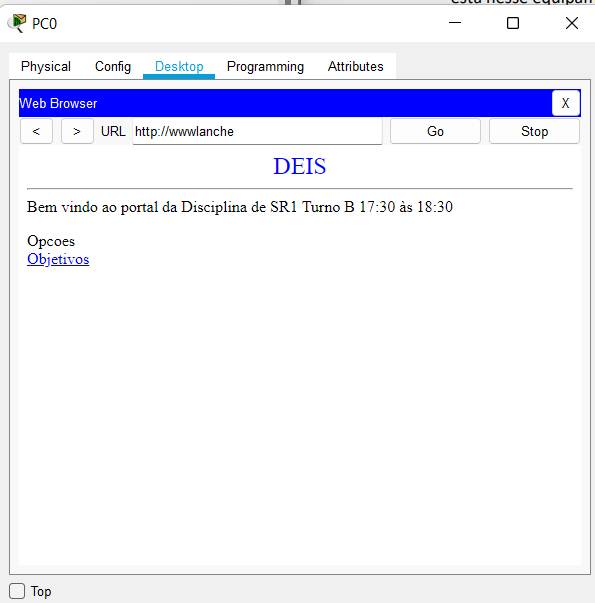 está nesse equipan
PC0
Physical Config Desktop Programming Attributes
Web Browser X
< > URL http://wwwlanche Go Stop
DEIS
Bem vindo ao portal da Disciplina de SR1 Turno B 17:30 às 18:30
Opcoes
Objetivos
Top